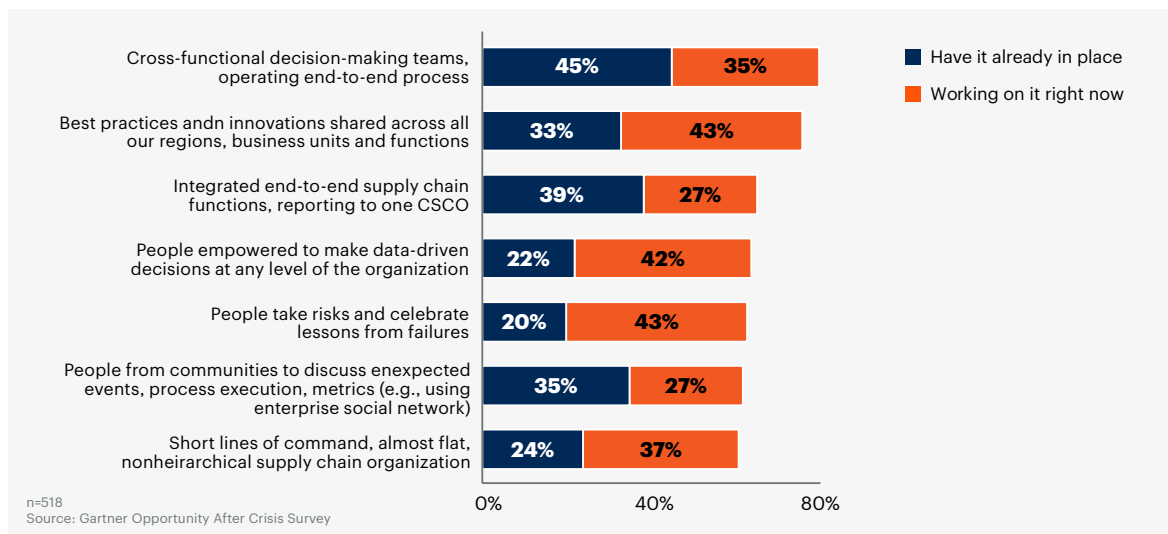 Cross-functional decision-making teams,
operating end-to-end process
45%
35%
Have it already in place
Working on it right now
Best practices andn innovations shared across all
our regions, business units and functions
33%
43%
Integrated end-to-end supply chain
functions, reporting to one CSCO
39%
27%
People empowered to make data-driven
decisions at any level of the organization
22%
42%
People take risks and celebrate
lessons from failures
20%
43%
People from communities to discuss enexpected
events, process execution, metrics (e.g., using
enterprise social network)
35%
27%
Short lines of command, almost flat,
nonheirarchical supply chain organization
24%
37%
0%
40%
80%
n=518
Source: Gartner Opportunity After Crisis Survey